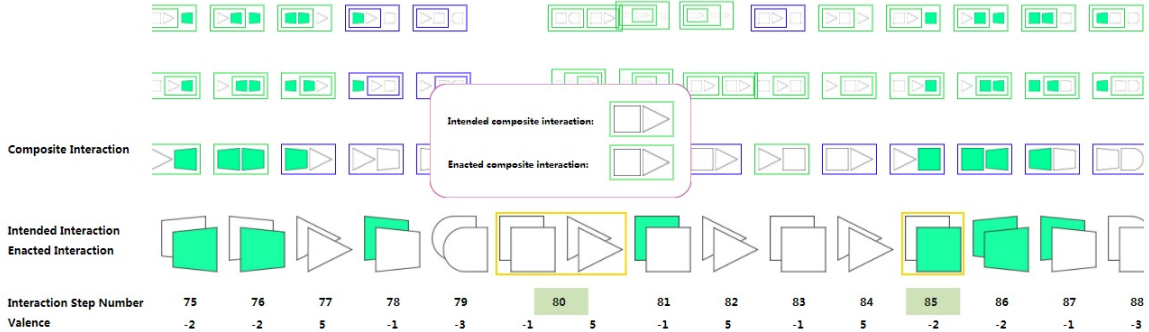 Intended composite interaction:
Composite Interaction
Enacted composite interaction:
Intended Interaction
Enacted Interaction
Interaction Step Number 75 76 77 78 79 80 81 82 83 84 85 86 87 88
Valence -2 -2 5 -1 -3 -1 5 -1 5 -1 5 -2 -2 -1 -3